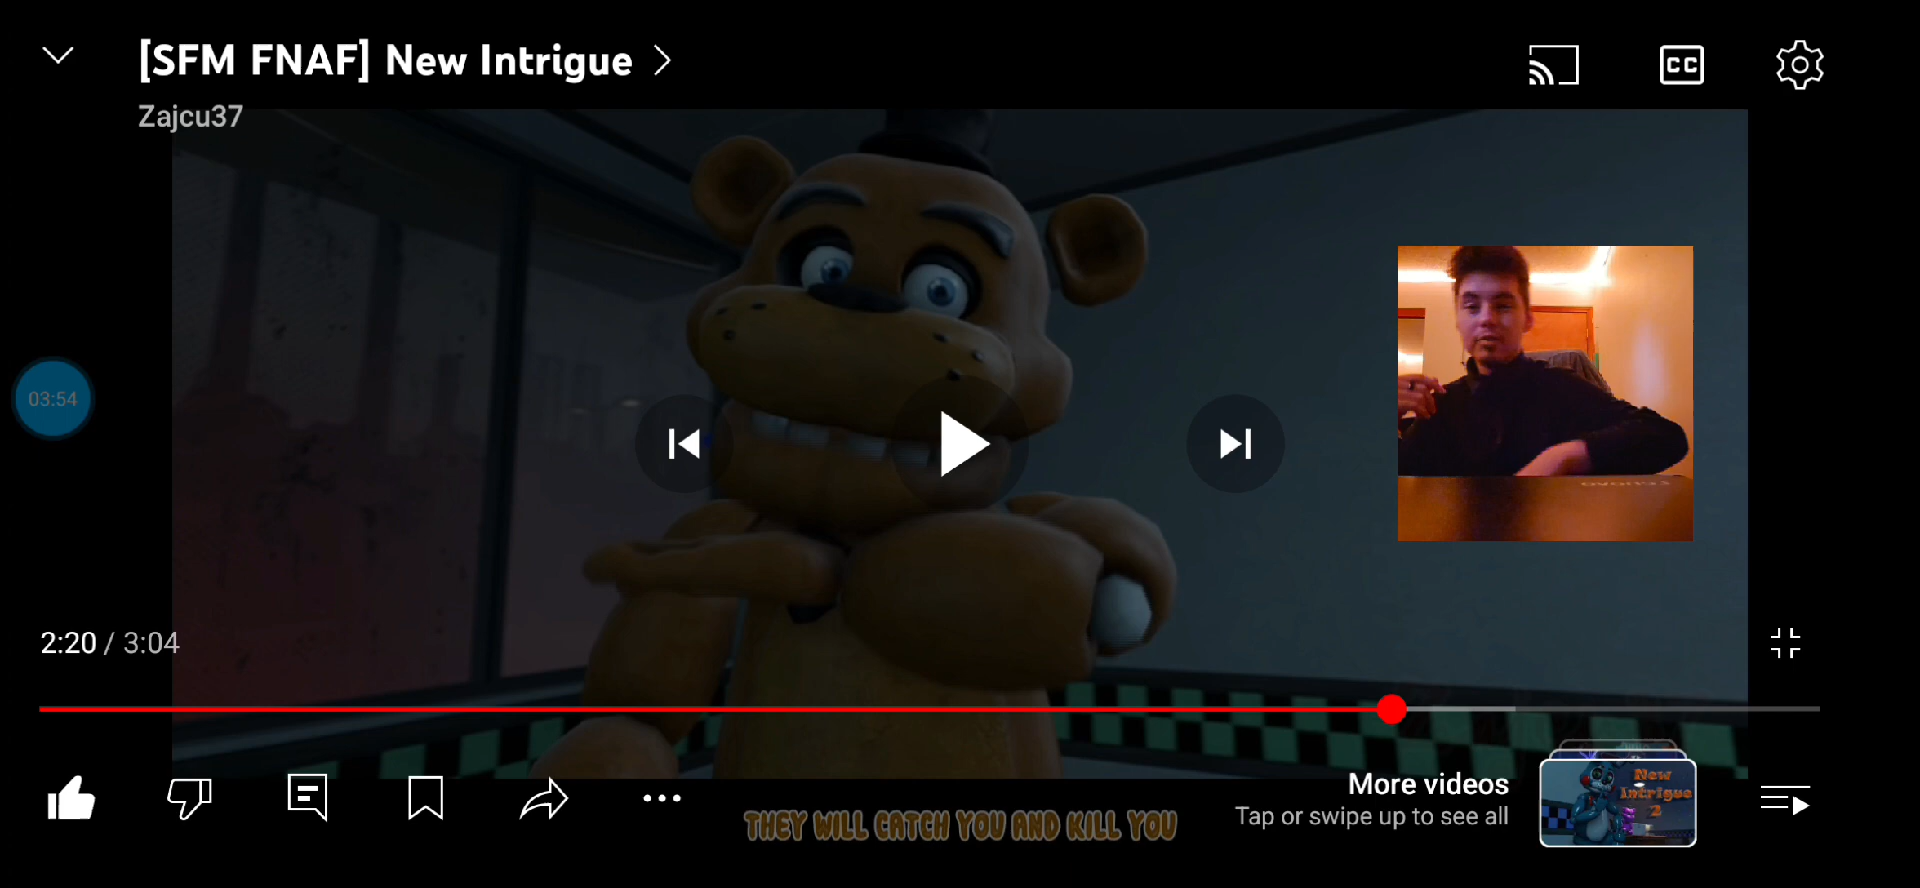 [SFM FNAF] New Intrigue
Zajcu37
CC
03:54
2:20 / 3:04
More videos
Tap or swipe up to see all
New
Intrigue
2
THEY WILL CATCH YOU AND KILL YOU